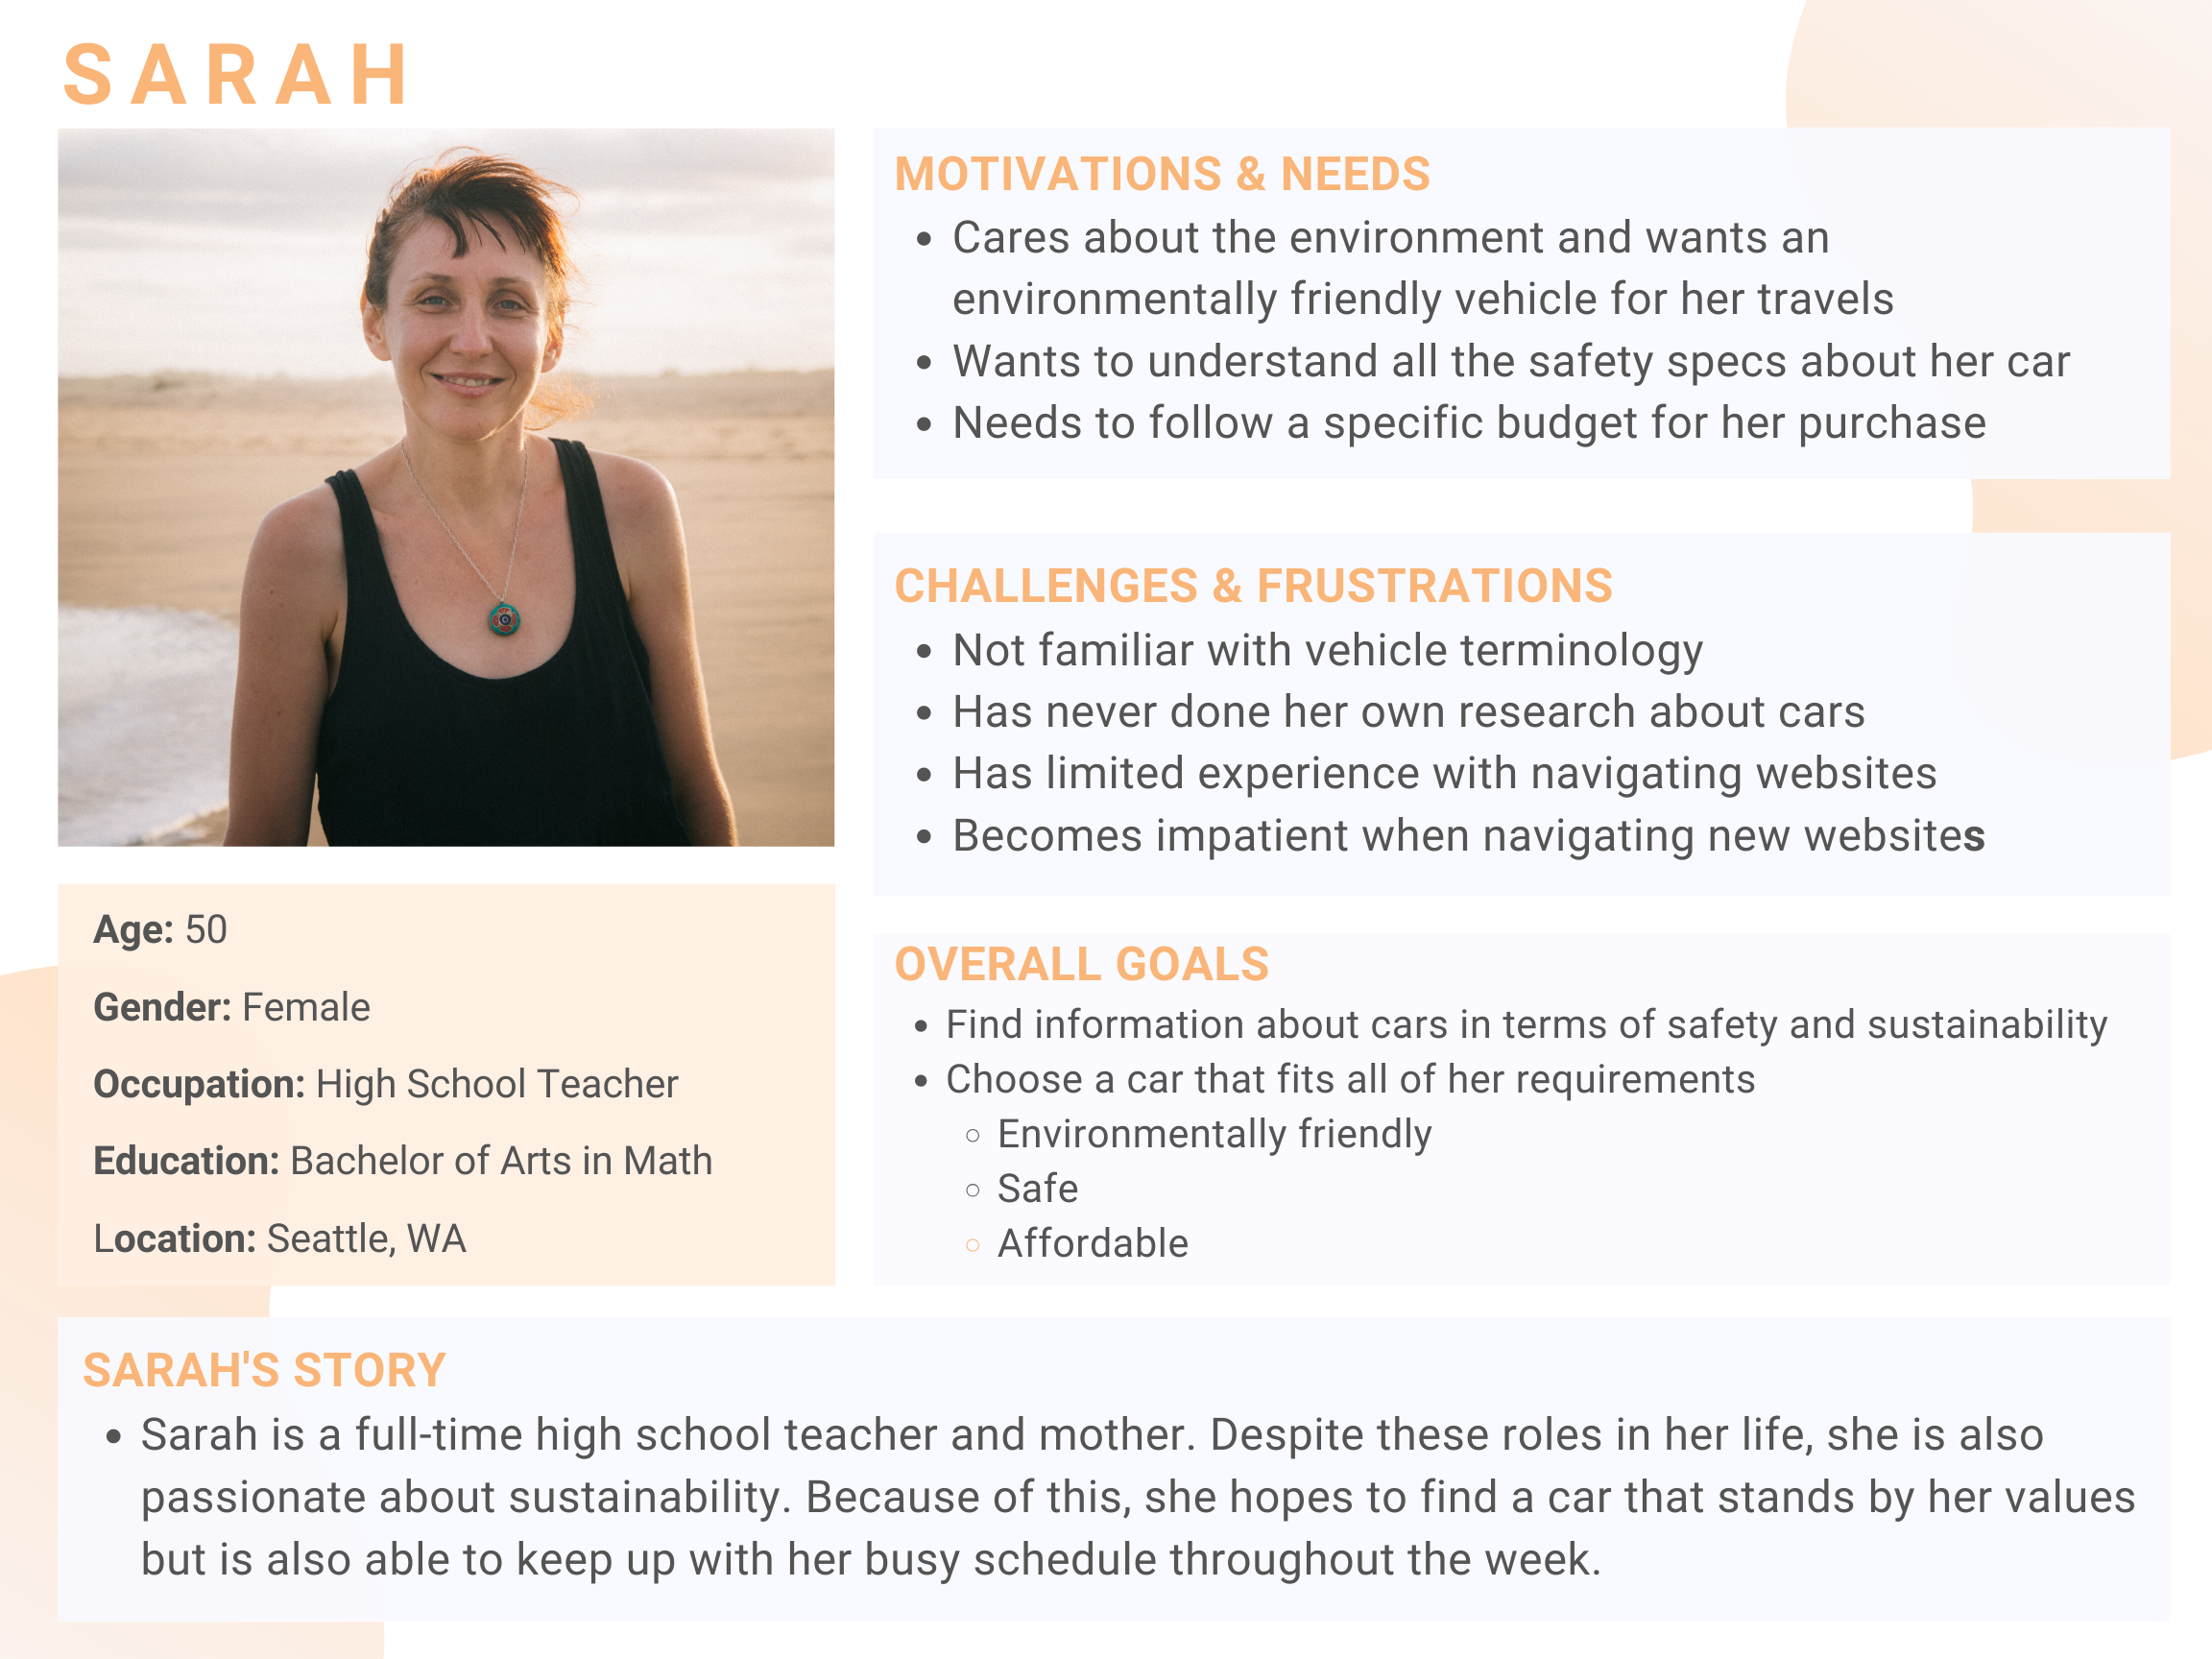 SARAH
MOTIVATIONS & NEEDS
• Cares about the environment and wants an
environmentally friendly vehicle for her travels
• Wants to understand all the safety specs about her car
• Needs to follow a specific budget for her purchase
CHALLENGES & FRUSTRATIONS
• Not familiar with vehicle terminology
• Has never done her own research about cars
• Has limited experience with navigating websites
• Becomes impatient when navigating new websites
Age: 50
Gender: Female
Occupation: High School Teacher
Education: Bachelor of Arts in Math
Location: Seattle, WA
OVERALL GOALS
• Find information about cars in terms of safety and sustainability
• Choose a car that fits all of her requirements
○ Environmentally friendly
○ Safe
○ Affordable
SARAH'S STORY
• Sarah is a full-time high school teacher and mother. Despite these roles in her life, she is also
passionate about sustainability. Because of this, she hopes to find a car that stands by her values
but is also able to keep up with her busy schedule throughout the week.